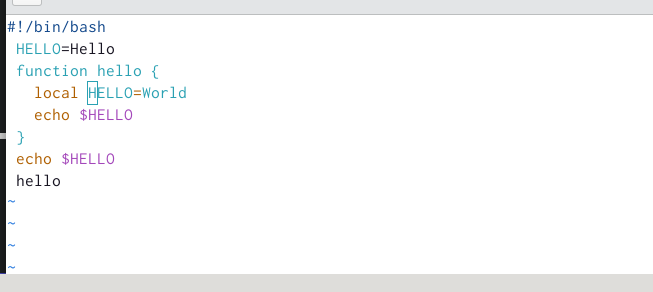 #!/bin/bash
HELLO=Hello
function hello {
local HELLO=World
echo $HELLO
}
echo $HELLO
hello
~
~
~
~